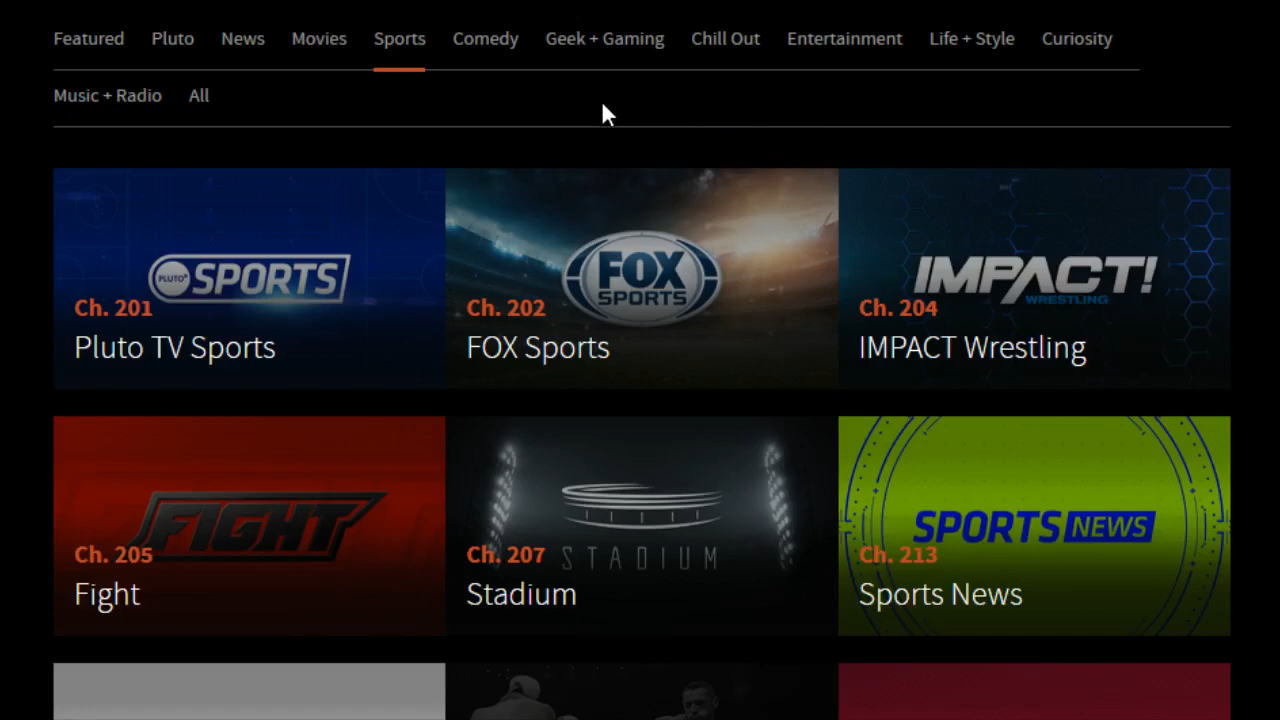 Featured Pluto News Movies Sports Comedy Geek + Gaming Chill Out Entertainment Life + Style Curiosity
Music + Radio All
PLUTO SPORTS
Ch. 201
Pluto TV Sports
FOX
SPORTS
Ch. 202
FOX Sports
IMPACT!
WRESTLING
Ch. 204
IMPACT Wrestling
FIGHT
Ch. 205
Fight
STADIUM
Ch. 207
Stadium
SPORTS NEWS
Ch. 213
Sports News